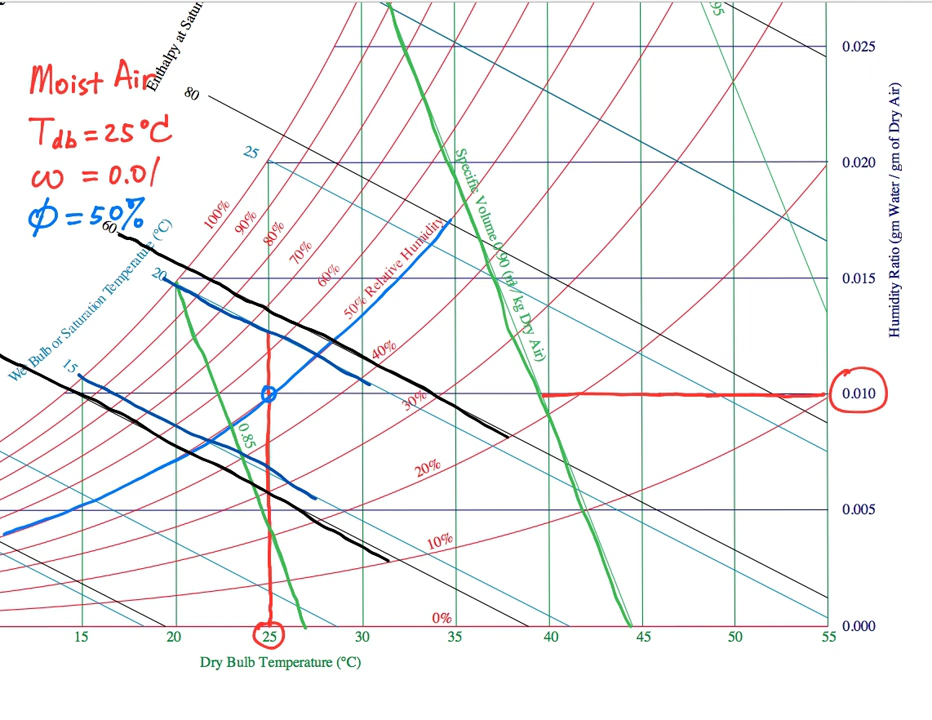 Enthalpy at Satur
95
0.025
80
Moist Air
T db = 25°C
ω = 0.01
Φ = 50%
25
0.020
60
Wet Bulb or Saturation Temperature (°C)
20
15
100%
90%
80%
70%
60%
50% Relative Humidity
40%
30%
20%
10%
0%
Specific Volume 0.90 (m³/ kg Dry Air)
0.85
0.015
0.010
0.005
0.000
Humidity Ratio (gm Water / gm of Dry Air)
15 20 25 30 35 40 45 50 55
Dry Bulb Temperature (°C)